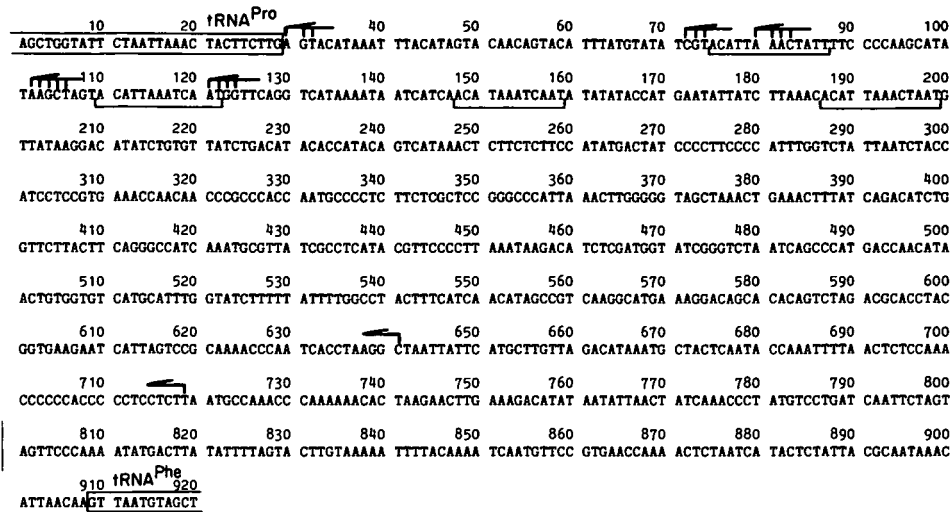 tRNAPro
10 20 40 50 60 70 90 100
AGCTGGTATT CTAATTAAAC TACTTCTTGA GTACATAAAT TTACATAGTA CAACAGTACA TTTATGTATA TCGTACATTA AACTATTTTC CCCAAGCATA
110 120 130 140 150 160 170 180 190 200
TAAGCTAGTA CATTAAATCA ATGGTTCAGG TCATAAAATA ATCATCAACA TAAATCAATA TATATACCAT GAATATTATC TTAAACACAT TAAACTAATG
210 220 230 240 250 260 270 280 290 300
TTATAAGGAC ATATCTGTGT TATCTGACAT ACACCATACA GTCATAAACT CTTCTCTTCC ATATGACTAT CCCCTTCCCC ATTTGGTCTA TTAATCTACC
310 320 330 340 350 360 370 380 390 400
ATCCTCCGTG AAACCAACAA CCCGCCCACC AATGCCCCTC TTCTCGCTCC GGGCCCATTA AACTTGGGGG TAGCTAAACT GAAACTTTAT CAGACATCTG
410 420 430 440 450 460 470 480 490 500
GTTCTTACTT CAGGGCCATC AAATGCGTTA TCGCCTCATA CGTTCCCCTT AAATAAGACA TCTCGATGGT ATCGGGTCTA ATCAGCCCAT GACCAACATA
510 520 530 540 550 560 570 580 590 600
ACTGTGGTGT CATGCATTTG GTATCTTTTT ATTTTGGCCT ACTTTCATCA ACATAGCCGT CAAGGCATGA AAGGACAGCA CACAGTCTAG ACGCACCTAC
610 620 630 650 660 670 680 690 700
GGTGAAGAAT CATTAGTCCG CAAAACCCAA TCACCTAAGG CTAATTATTC ATGCTTGTTA GACATAAATG CTACTCAATA CCAAATTTTA ACTCTCCAAA
710 730 740 750 760 770 780 790 800
CCCCCCACCC CCTCCTCTTA ATGCCAAACC CCAAAAACAC TAAGAACTTG AAAGACATAT AATATTAACT ATCAAACCCT ATGTCCTGAT CAATTCTAGT
810 820 830 840 850 860 870 880 890 900
AGTTCCCAAA ATATGACTTA TATTTTAGTA CTTGTAAAAA TTTTACAAAA TCAATGTTCC GTGAACCAAA ACTCTAATCA TACTCTATTA CGCAATAAAC
910 tRNAPhe 920
ATTAACAAGT TAATGTAGCT